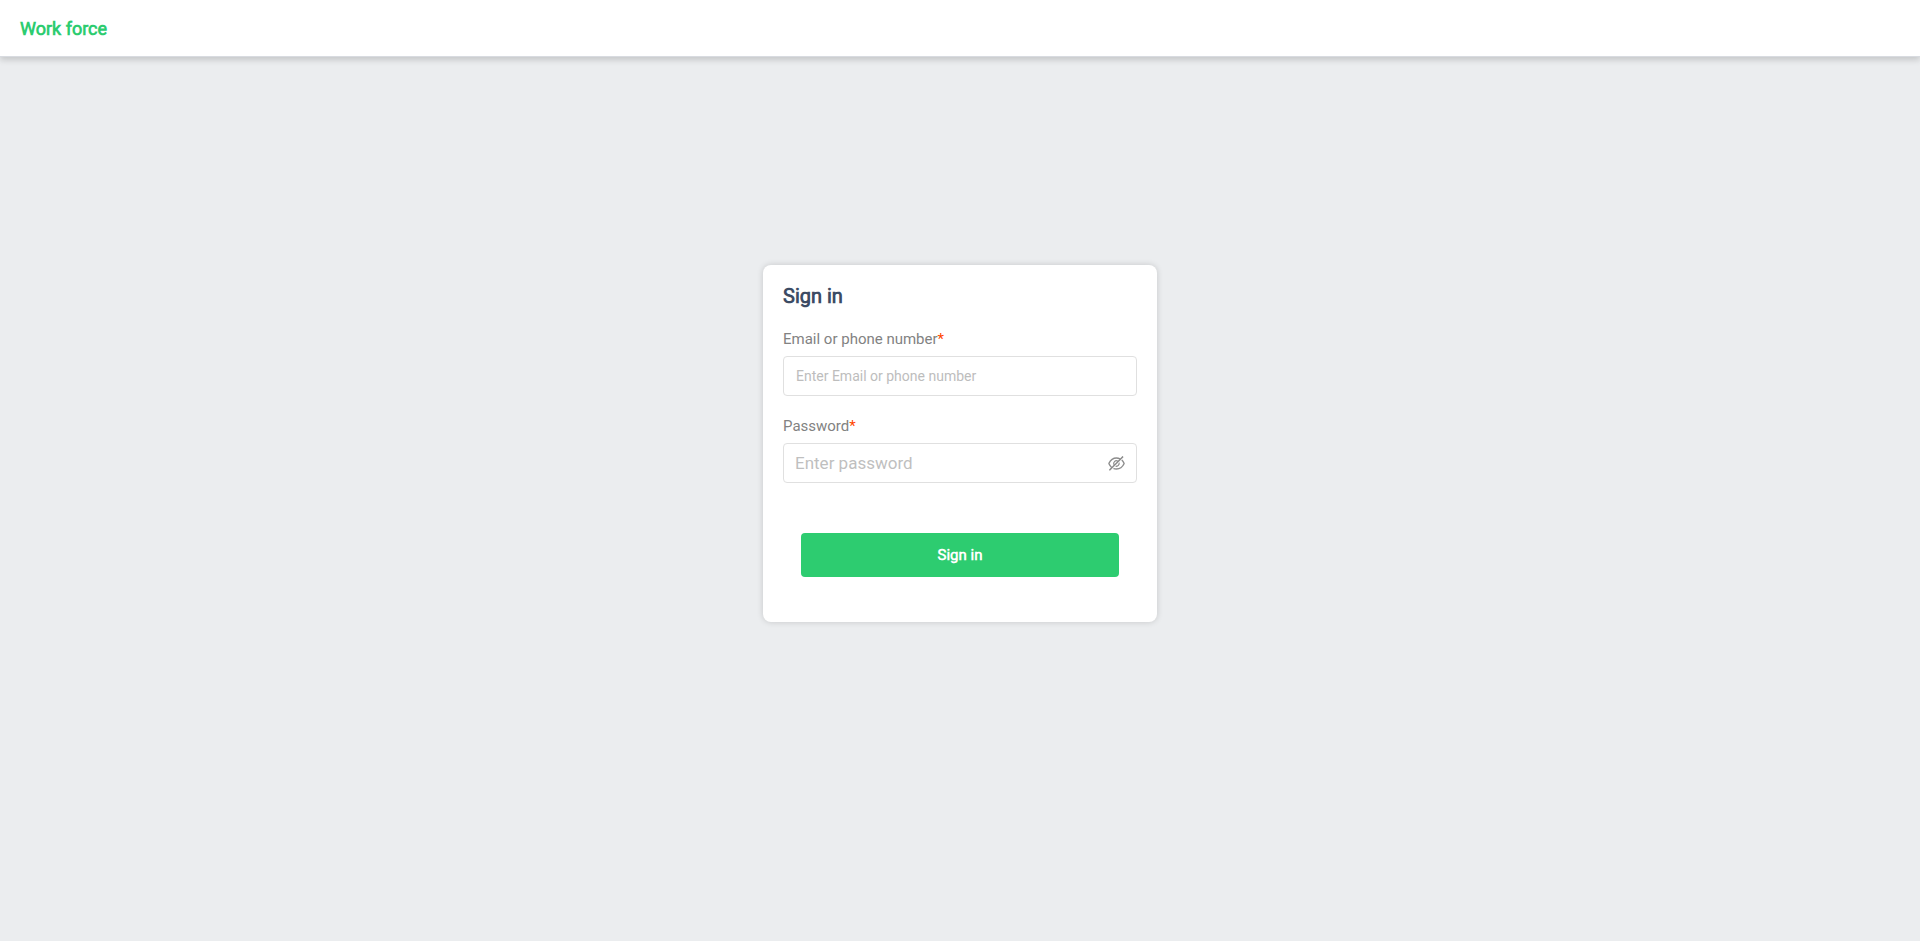 Work force
Sign in
Email or phone number*
Enter Email or phone number
Password*
Enter password
Sign in